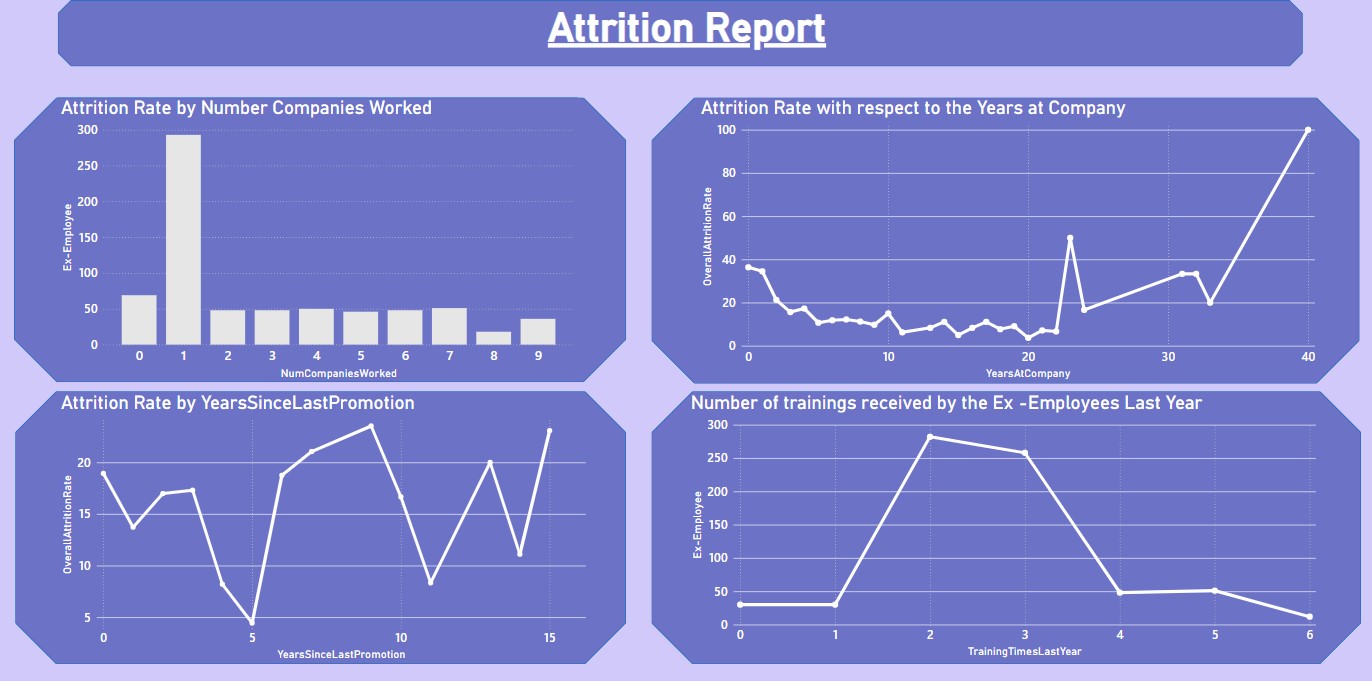 Attrition Report
Attrition Rate by Number Companies Worked
300
250
200
150
100
50
0
Ex-Employee
0 1 2 3 4 5 6 7 8 9
NumCompaniesWorked
Attrition Rate with respect to the Years at Company
100
80
60
40
20
0
OverallAttritionRate
0 10 20 30 40
YearsAtCompany
Attrition Rate by YearsSinceLastPromotion
20
15
10
5
OverallAttritionRate
0 5 10 15
YearsSinceLastPromotion
Number of trainings received by the Ex -Employees Last Year
300
250
200
150
100
50
0
Ex-Employee
0 1 2 3 4 5 6
TrainingTimesLastYear